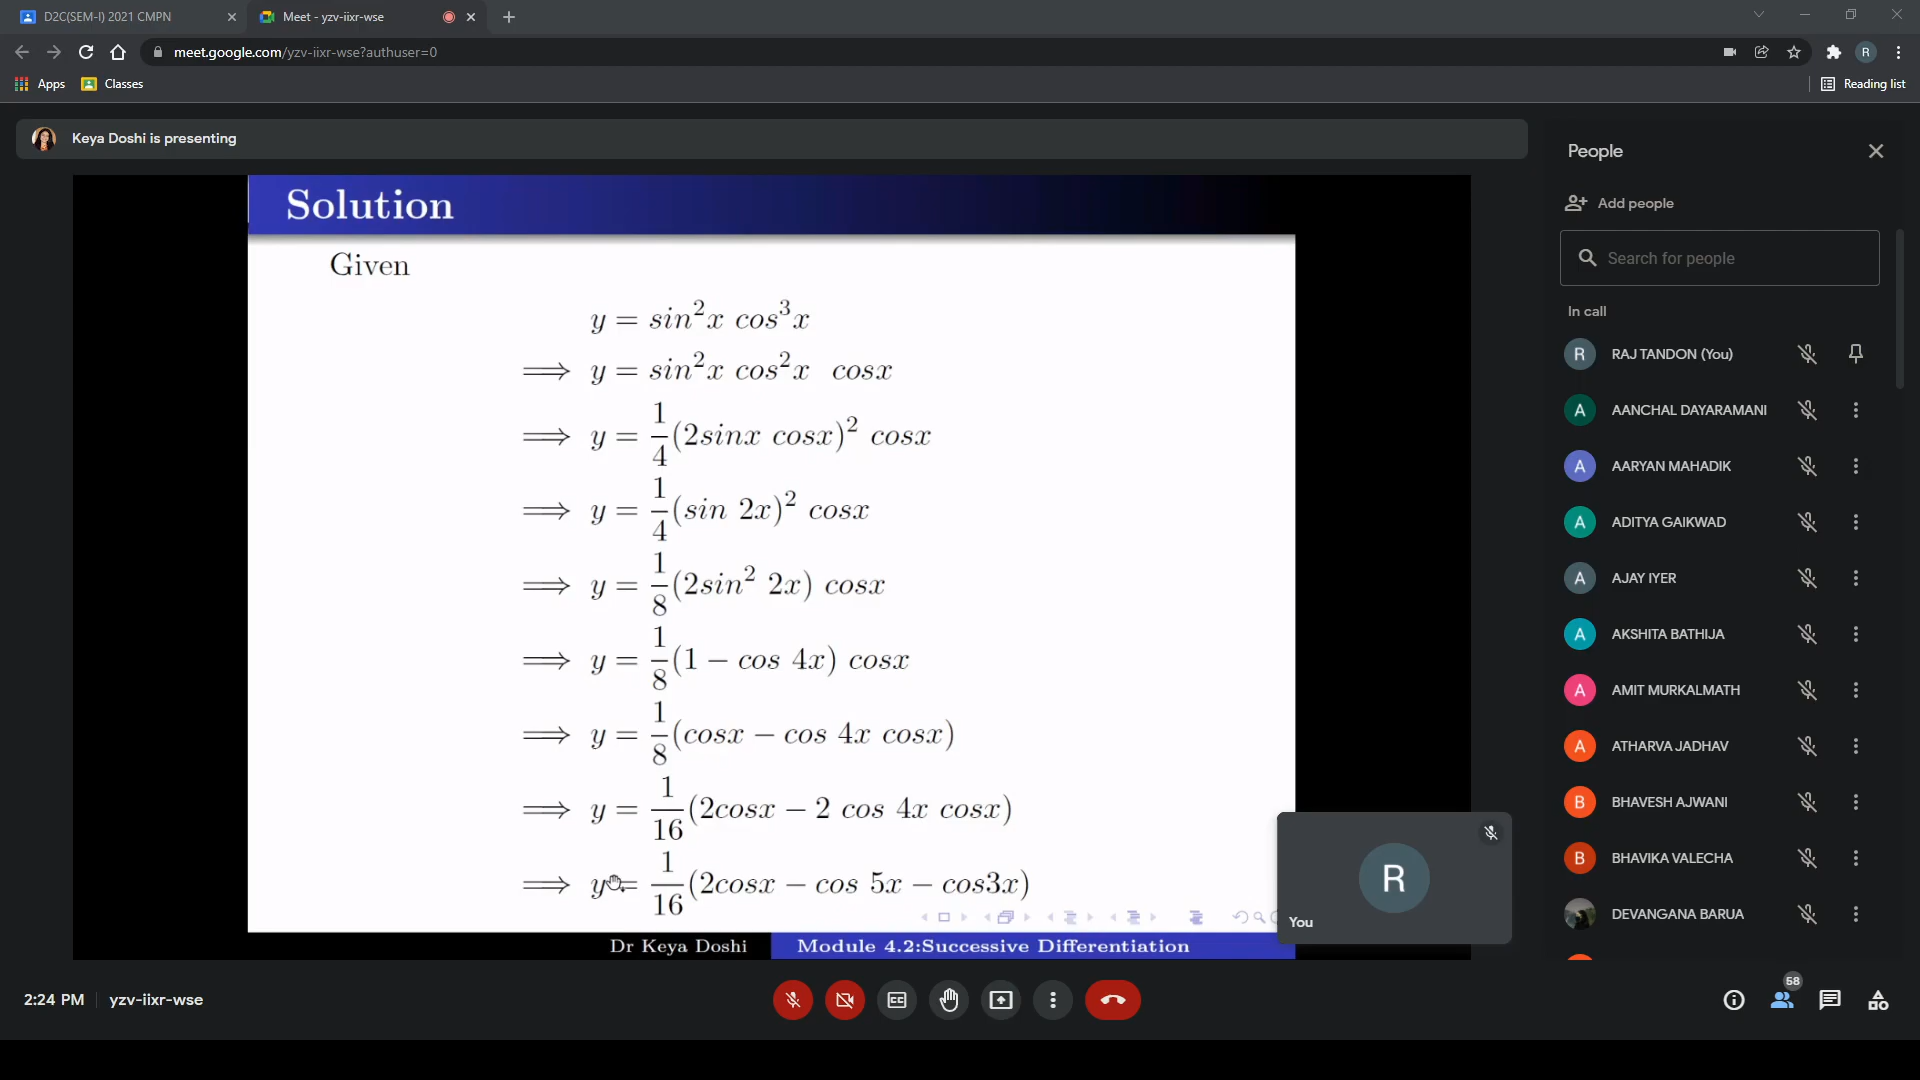 D2C(SEM-I) 2021 CMPN
Meet - yzv-iixr-wse
meet.google.com/yzv-iixr-wse?authuser=0
R
Apps
Classes
Reading list
Keya Doshi is presenting
Solution
Given
y = sin²x cos³x
⟹ y = sin²x cos²x cosx
⟹ y = 1/4 (2sinx cosx)² cosx
⟹ y = 1/4 (sin 2x)² cosx
⟹ y = 1/8 (2sin² 2x) cosx
⟹ y = 1/8 (1 − cos 4x) cosx
⟹ y = 1/8 (cosx − cos 4x cosx)
⟹ y = 1/16 (2cosx − 2 cos 4x cosx)
⟹ y = 1/16 (2cosx − cos 5x − cos3x)
Dr Keya Doshi
Module 4.2:Successive Differentiation
R
You
People
Add people
Search for people
In call
R RAJ TANDON (You)
A AANCHAL DAYARAMANI
A AARYAN MAHADIK
A ADITYA GAIKWAD
A AJAY IYER
A AKSHITA BATHIJA
A AMIT MURKALMATH
A ATHARVA JADHAV
B BHAVESH AJWANI
B BHAVIKA VALECHA
DEVANGANA BARUA
2:24 PM
yzv-iixr-wse
CC
58